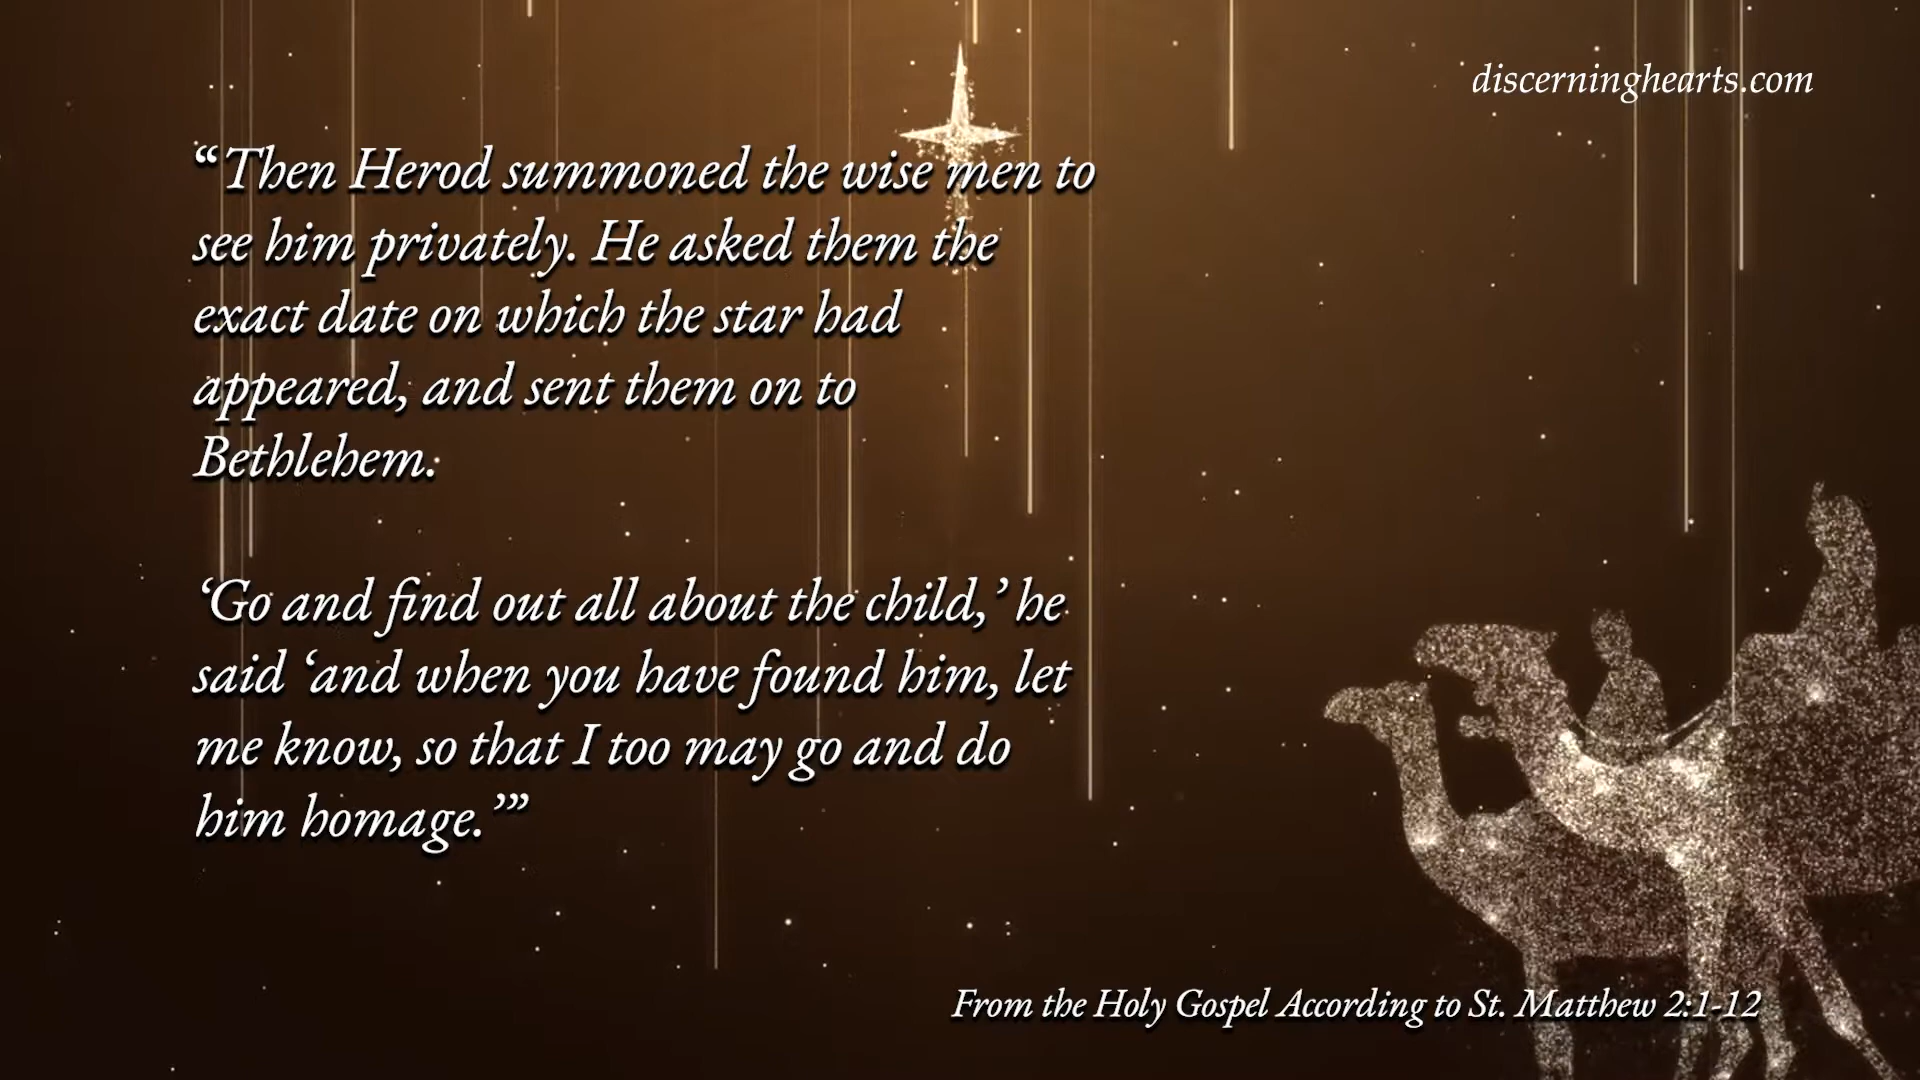 discerninghearts.com
“Then Herod summoned the wise men to
see him privately. He asked them the
exact date on which the star had
appeared, and sent them on to
Bethlehem.
‘Go and find out all about the child,’ he
said ‘and when you have found him, let
me know, so that I too may go and do
him homage.’”
From the Holy Gospel According to St. Matthew 2:1-12